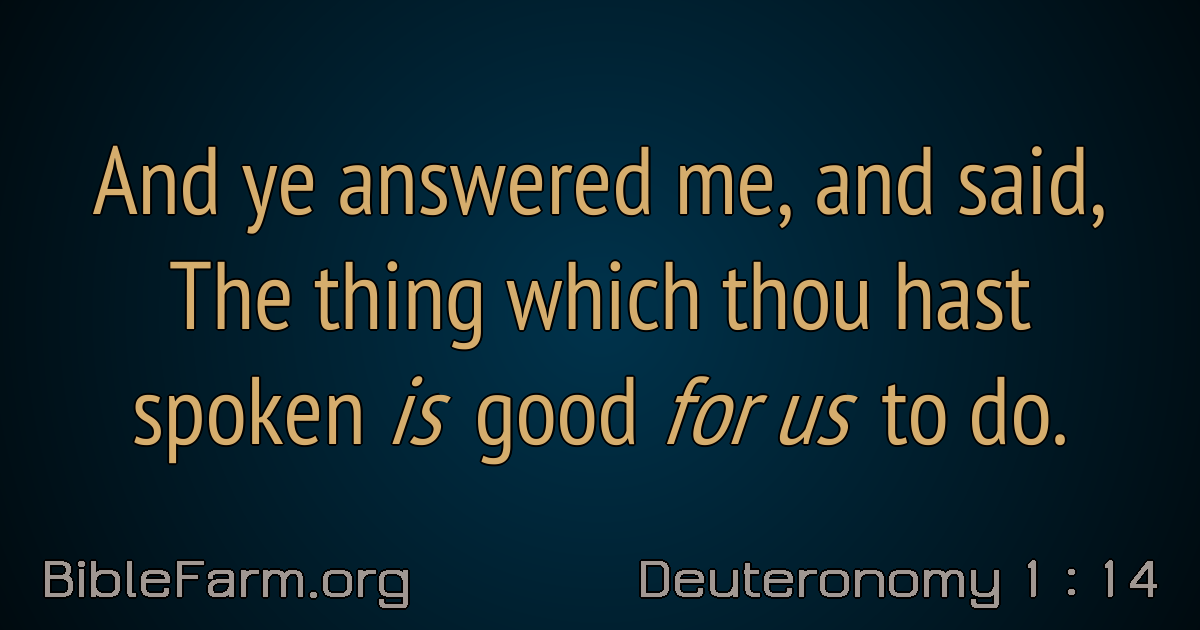 And ye answered me, and said,
The thing which thou hast
spoken is good for us to do.
BibleFarm.org
Deuteronomy 1 : 14